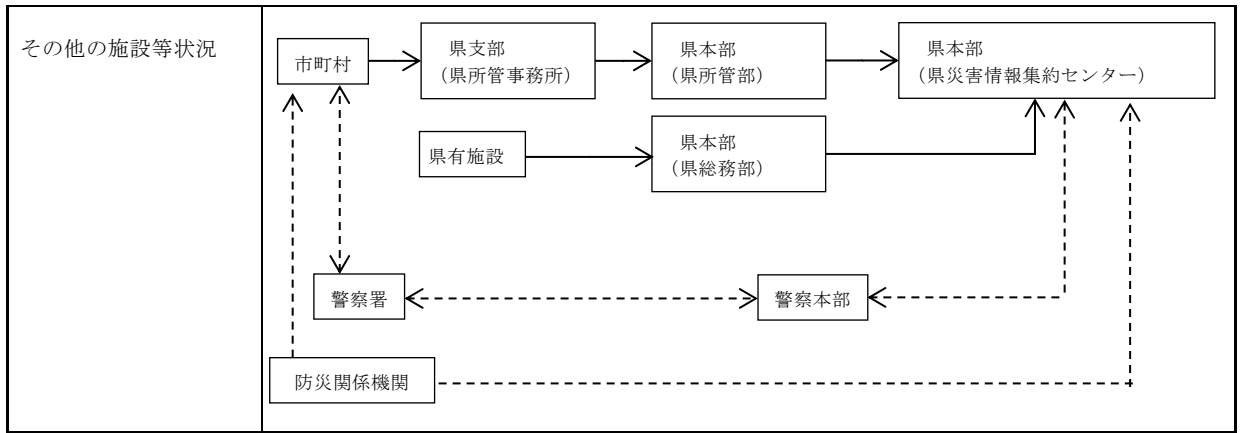 その他の施設等状況
市町村
県支部
（県所管事務所）
県本部
（県所管部）
県本部
（県災害情報集約センター）
県有施設
県本部
（県総務部）
警察署
警察本部
防災関係機関